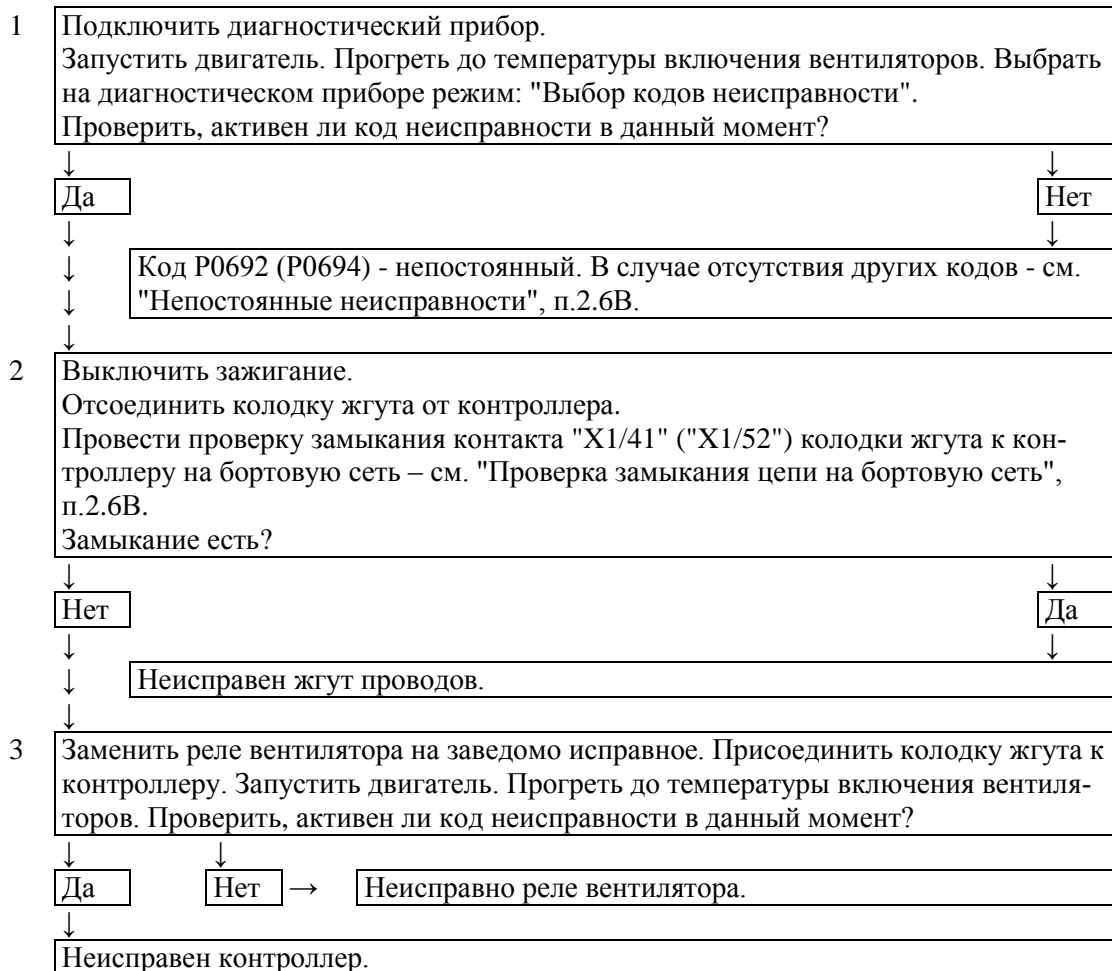 1 Подключить диагностический прибор.
Запустить двигатель. Прогреть до температуры включения вентиляторов. Выбрать
на диагностическом приборе режим: "Выбор кодов неисправности".
Проверить, активен ли код неисправности в данный момент?
↓ ↓
Да Нет
↓ ↓
↓ Код Р0692 (Р0694) - непостоянный. В случае отсутствия других кодов - см.
↓ "Непостоянные неисправности", п.2.6В.
↓
2 Выключить зажигание.
Отсоединить колодку жгута от контроллера.
Провести проверку замыкания контакта "Х1/41" ("Х1/52") колодки жгута к кон-
троллеру на бортовую сеть – см. "Проверка замыкания цепи на бортовую сеть",
п.2.6В.
Замыкание есть?
↓ ↓
Нет Да
↓ ↓
↓ Неисправен жгут проводов.
↓
3 Заменить реле вентилятора на заведомо исправное. Присоединить колодку жгута к
контроллеру. Запустить двигатель. Прогреть до температуры включения вентиля-
торов. Проверить, активен ли код неисправности в данный момент?
↓ ↓
Да Нет → Неисправно реле вентилятора.
↓
Неисправен контроллер.